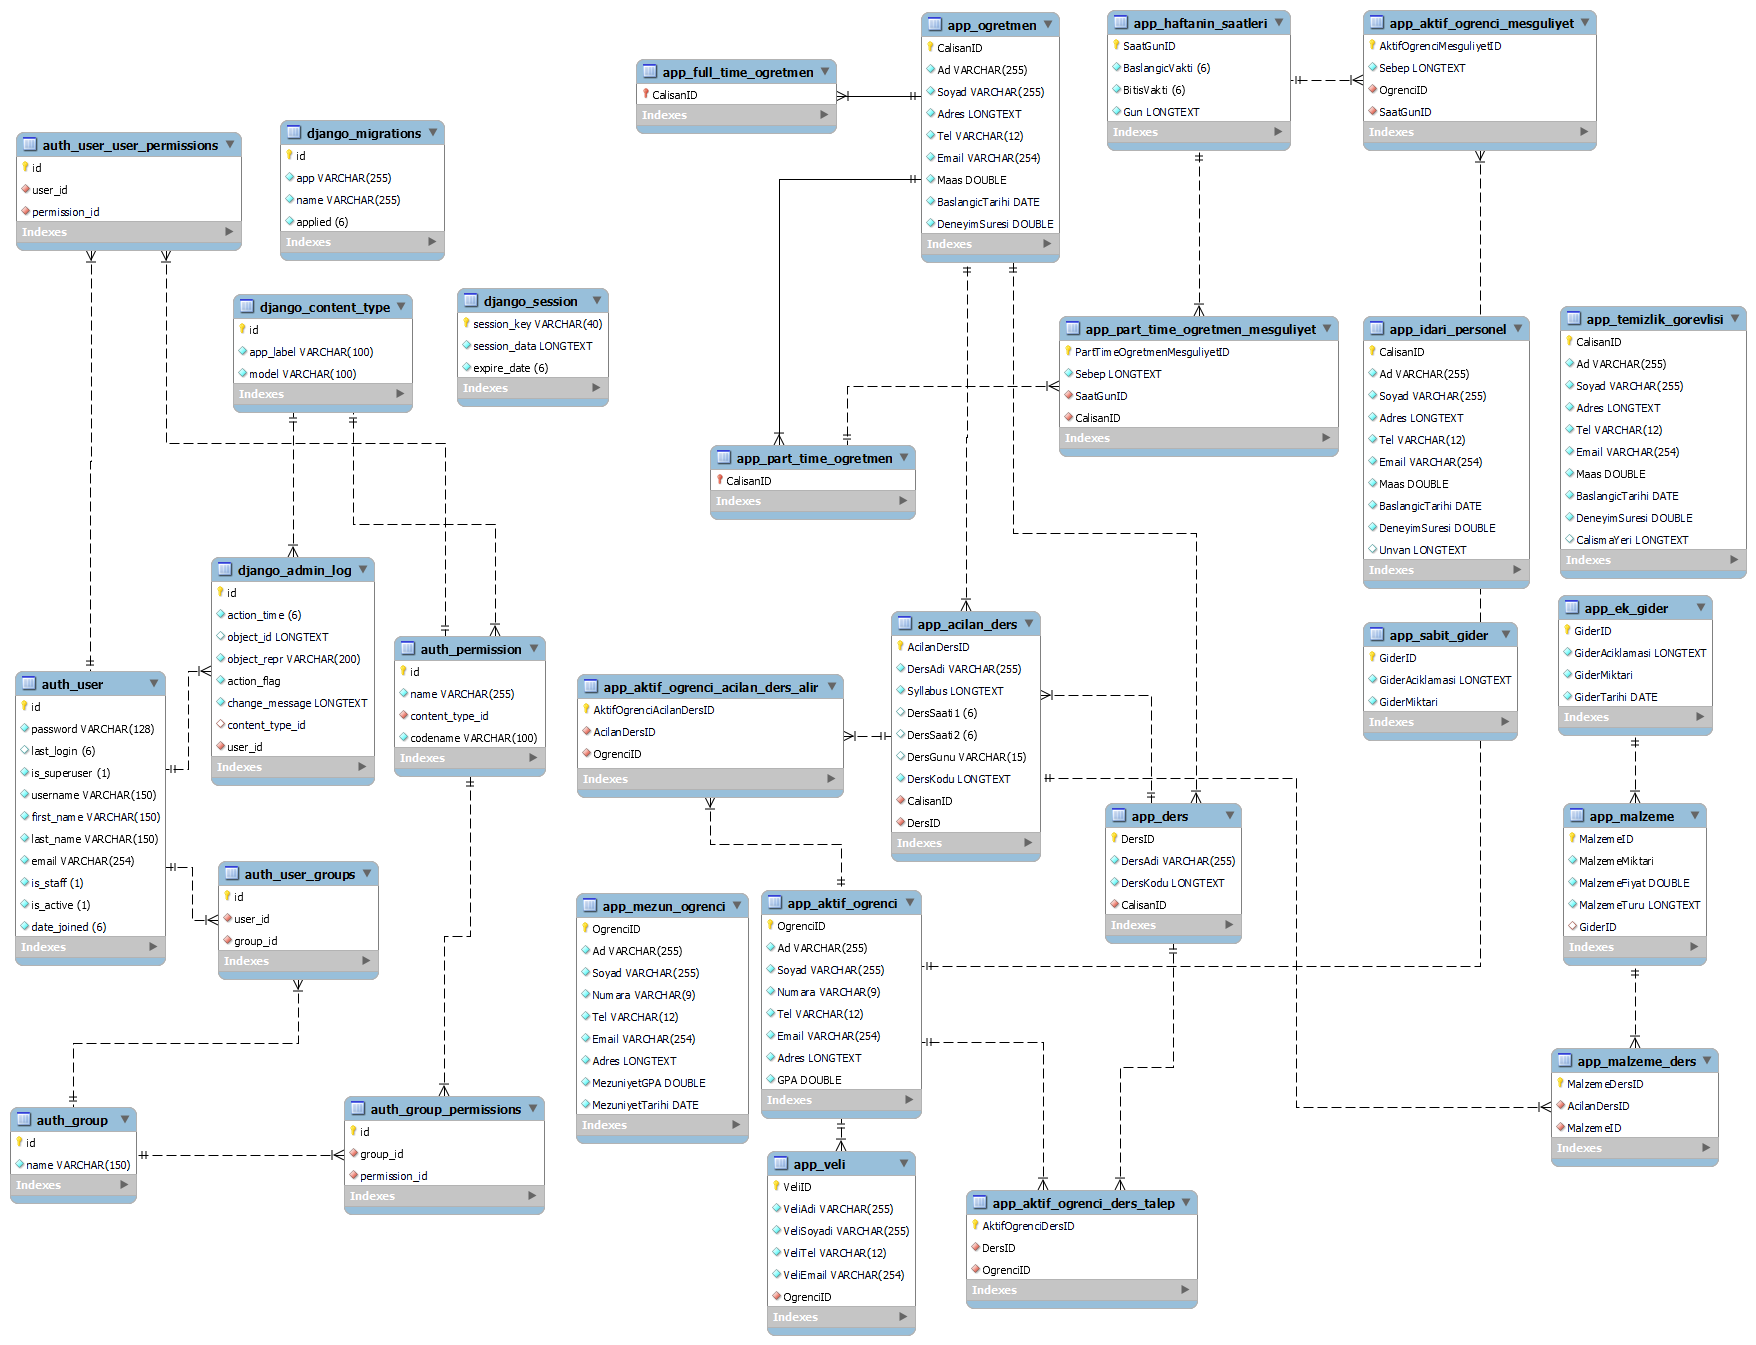 app_ogretmen
CalisanID
Ad VARCHAR(255)
Soyad VARCHAR(255)
Adres LONGTEXT
Tel VARCHAR(12)
Email VARCHAR(254)
Maas DOUBLE
BaslangicTarihi DATE
DeneyimSuresi DOUBLE
Indexes
app_haftanin_saatleri
SaatGunID
BaslangicVakti (6)
BitisVakti (6)
Gun LONGTEXT
Indexes
app_aktif_ogrenci_mesguliyet
AktifOgrenciMesguliyetID
Sebep LONGTEXT
OgrenciID
SaatGunID
Indexes
app_full_time_ogretmen
CalisanID
Indexes
auth_user_user_permissions
id
user_id
permission_id
Indexes
django_migrations
id
app VARCHAR(255)
name VARCHAR(255)
applied (6)
Indexes
django_content_type
id
app_label VARCHAR(100)
model VARCHAR(100)
Indexes
django_session
session_key VARCHAR(40)
session_data LONGTEXT
expire_date (6)
Indexes
app_part_time_ogretmen_mesguliyet
PartTimeOgretmenMesguliyetID
Sebep LONGTEXT
SaatGunID
CalisanID
Indexes
app_idari_personel
CalisanID
Ad VARCHAR(255)
Soyad VARCHAR(255)
Adres LONGTEXT
Tel VARCHAR(12)
Email VARCHAR(254)
Maas DOUBLE
BaslangicTarihi DATE
DeneyimSuresi DOUBLE
Unvan LONGTEXT
Indexes
app_temizlik_gorevlisi
CalisanID
Ad VARCHAR(255)
Soyad VARCHAR(255)
Adres LONGTEXT
Tel VARCHAR(12)
Email VARCHAR(254)
Maas DOUBLE
BaslangicTarihi DATE
DeneyimSuresi DOUBLE
CalismaYeri LONGTEXT
Indexes
app_part_time_ogretmen
CalisanID
Indexes
django_admin_log
id
action_time (6)
object_id LONGTEXT
object_repr VARCHAR(200)
action_flag
change_message LONGTEXT
content_type_id
user_id
Indexes
auth_permission
id
name VARCHAR(255)
content_type_id
codename VARCHAR(100)
Indexes
auth_user
id
password VARCHAR(128)
last_login (6)
is_superuser (1)
username VARCHAR(150)
first_name VARCHAR(150)
last_name VARCHAR(150)
email VARCHAR(254)
is_staff (1)
is_active (1)
date_joined (6)
Indexes
app_aktif_ogrenci_acilan_ders_alir
AktifOgrenciAcilanDersID
AcilanDersID
OgrenciID
Indexes
app_acilan_ders
AcilanDersID
DersAdi VARCHAR(255)
Syllabus LONGTEXT
DersSaati1 (6)
DersSaati2 (6)
DersGunu VARCHAR(15)
DersKodu LONGTEXT
CalisanID
DersID
Indexes
app_sabit_gider
GiderID
GiderAciklamasi LONGTEXT
GiderMiktari
Indexes
app_ek_gider
GiderID
GiderAciklamasi LONGTEXT
GiderMiktari
GiderTarihi DATE
Indexes
app_ders
DersID
DersAdi VARCHAR(255)
DersKodu LONGTEXT
CalisanID
Indexes
app_malzeme
MalzemeID
MalzemeMiktari
MalzemeFiyat DOUBLE
MalzemeTuru LONGTEXT
GiderID
Indexes
auth_user_groups
id
user_id
group_id
Indexes
app_mezun_ogrenci
OgrenciID
Ad VARCHAR(255)
Soyad VARCHAR(255)
Numara VARCHAR(9)
Tel VARCHAR(12)
Email VARCHAR(254)
Adres LONGTEXT
MezuniyetGPA DOUBLE
MezuniyetTarihi DATE
Indexes
app_aktif_ogrenci
OgrenciID
Ad VARCHAR(255)
Soyad VARCHAR(255)
Numara VARCHAR(9)
Tel VARCHAR(12)
Email VARCHAR(254)
Adres LONGTEXT
GPA DOUBLE
Indexes
app_malzeme_ders
MalzemeDersID
AcilanDersID
MalzemeID
Indexes
auth_group
id
name VARCHAR(150)
Indexes
auth_group_permissions
id
group_id
permission_id
Indexes
app_veli
VeliID
VeliAdi VARCHAR(255)
VeliSoyadi VARCHAR(255)
VeliTel VARCHAR(12)
VeliEmail VARCHAR(254)
OgrenciID
Indexes
app_aktif_ogrenci_ders_talep
AktifOgrenciDersID
DersID
OgrenciID
Indexes